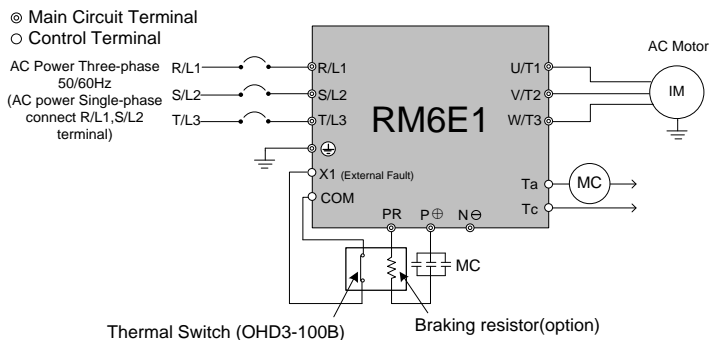 ◎ Main Circuit Terminal
○ Control Terminal
AC Power Three-phase
50/60Hz
(AC power Single-phase
connect R/L1,S/L2
terminal)
R/L1
S/L2
T/L3
R/L1
S/L2
T/L3
X1 (External Fault)
COM
RM6E1
U/T1
V/T2
W/T3
AC Motor
IM
Ta
Tc
MC
PR
P⊕
N⊖
MC
Thermal Switch (OHD3-100B)
Braking resistor(option)